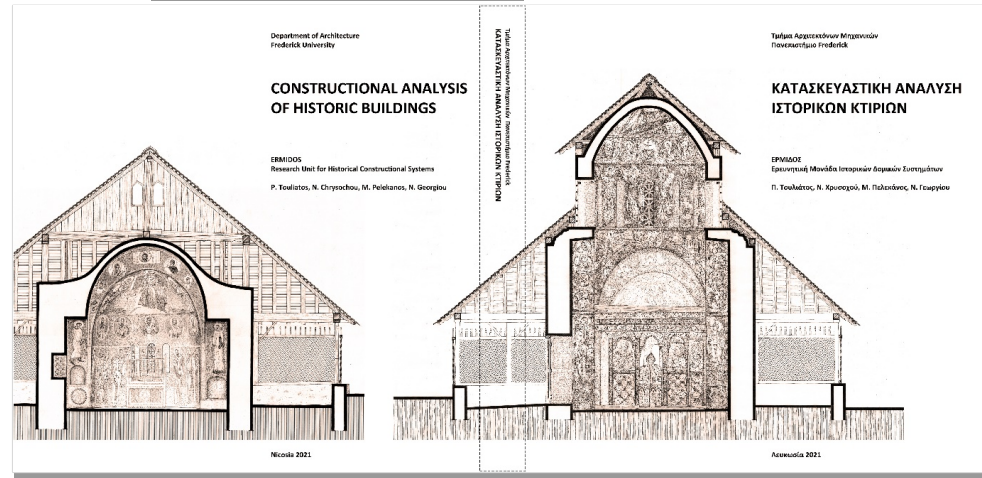 Department of Architecture
Frederick University
CONSTRUCTIONAL ANALYSIS
OF HISTORIC BUILDINGS
ERMIDOS
Research Unit for Historical Constructional Systems
P. Touliatos, N. Chrysochou, M. Pelekanos, N. Georgiou
Nicosia 2021
Τμήμα Αρχιτεκτόνων Μηχανικών Πανεπιστήμιο Frederick
ΚΑΤΑΣΚΕΥΑΣΤΙΚΗ ΑΝΑΛΥΣΗ ΙΣΤΟΡΙΚΩΝ ΚΤΙΡΙΩΝ
Τμήμα Αρχιτεκτόνων Μηχανικών
Πανεπιστήμιο Frederick
ΚΑΤΑΣΚΕΥΑΣΤΙΚΗ ΑΝΑΛΥΣΗ
ΙΣΤΟΡΙΚΩΝ ΚΤΙΡΙΩΝ
ΕΡΜΙΔΟΣ
Ερευνητική Μονάδα Ιστορικών Δομικών Συστημάτων
Π. Τουλιάτος, Ν. Χρυσοχού, Μ. Πελεκάνος, Ν. Γεωργίου
Λευκωσία 2021